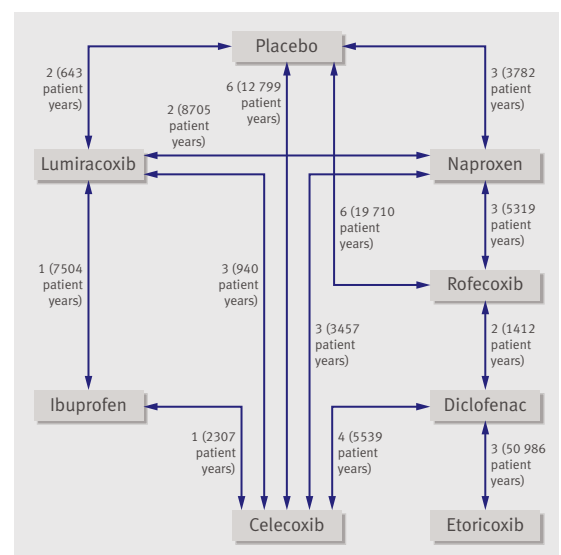 Placebo
2 (643
patient
years)
6 (12 799
patient
years)
3 (3782
patient
years)
2 (8705
patient
years)
Lumiracoxib
Naproxen
6 (19 710
patient
years)
3 (5319
patient
years)
1 (7504
patient
years)
3 (940
patient
years)
Rofecoxib
3 (3457
patient
years)
2 (1412
patient
years)
Ibuprofen
Diclofenac
1 (2307
patient
years)
4 (5539
patient
years)
3 (50 986
patient
years)
Celecoxib
Etoricoxib